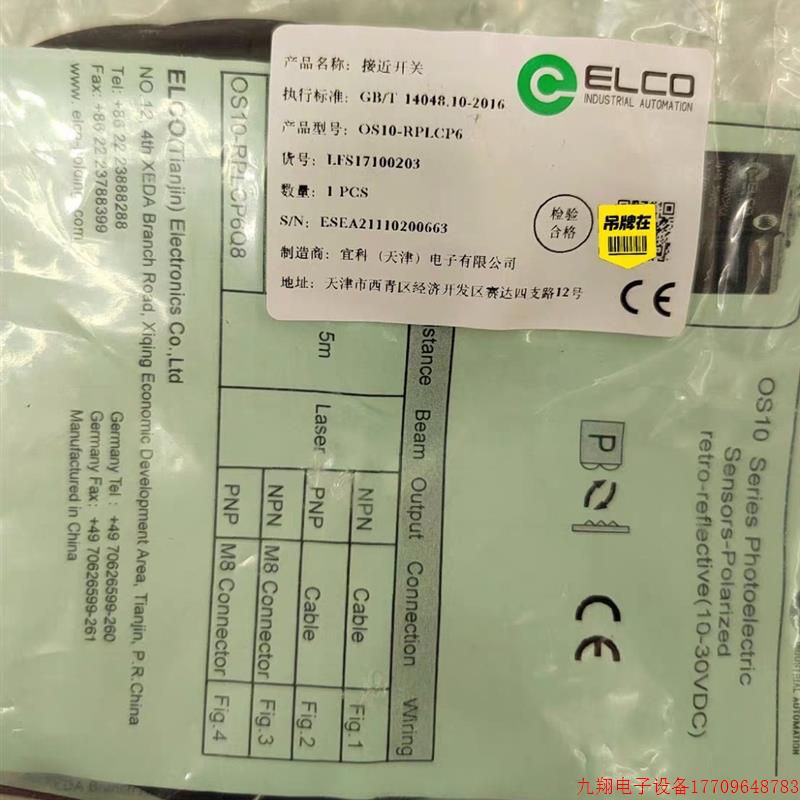 产品名称: 接近开关
执行标准: GB/T 14048.10-2016
产品型号: OS10-RPLCP6
货号: LFS17100203
数量: 1 PCS
S/N: ESEA21110200663
制造商: 宜科（天津）电子有限公司
地址: 天津市西青区经济开发区赛达四支路12号
ELCO
INDUSTRIAL AUTOMATION
检验
合格
吊牌在
CE
OS10 Series Photoelectric
Sensors-Polarized
retro-reflective(10-30VDC)
P
CE
stance Beam Output Connection Wiring
5m Laser
NPN Cable Fig.1
PNP Cable Fig.2
NPN M8 Connector Fig.3
OS10-RPLCP6Q8 PNP M8 Connector Fig.4
ELCO(Tianjin) Electronics Co.,Ltd
NO.12, 4th XEDA Branch Road, Xiqing Economic Development Area, Tianjin, P.R.China
Tel: +86 22 23888288
Fax: +86 22 23788399
Germany Tel : +49 70626599-260
Germany Fax: +49 70626599-261
Manufactured in China
XEDA Branch
九翔电子设备17709648783